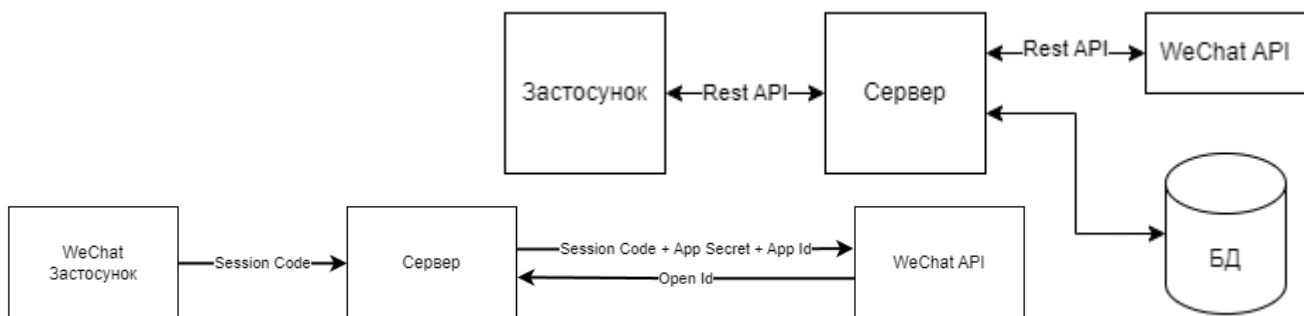 Застосунок
Rest API
Сервер
Rest API
WeChat API
БД
WeChat
Застосунок
Session Code
Сервер
Session Code + App Secret + App Id
Open Id
WeChat API